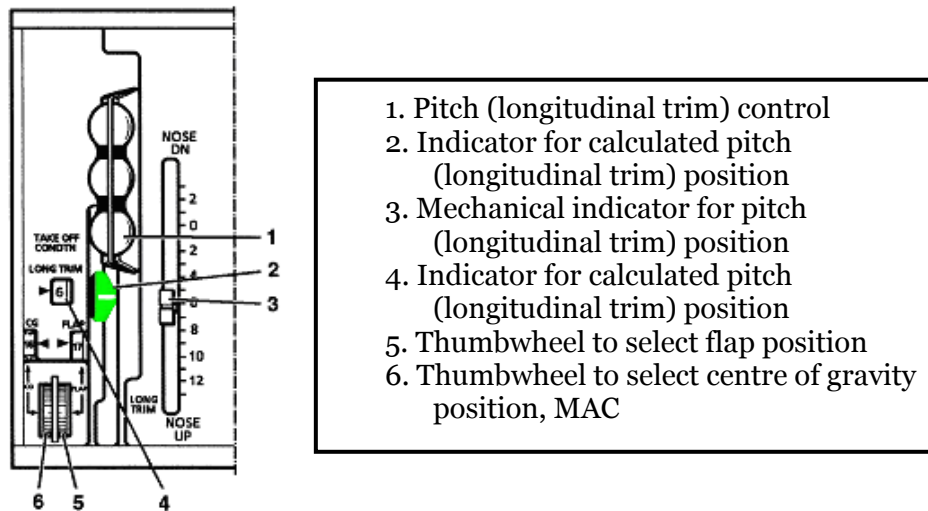 NOSE
DN
2
0
2
4
6
8
10
12
NOSE
UP
TAKE OFF
CONDTN
LONG TRIM
6
CG
FLAP
17
CG
FLAP
LONG
TRIM
1
2
3
6
5
4
1. Pitch (longitudinal trim) control
2. Indicator for calculated pitch
(longitudinal trim) position
3. Mechanical indicator for pitch
(longitudinal trim) position
4. Indicator for calculated pitch
(longitudinal trim) position
5. Thumbwheel to select flap position
6. Thumbwheel to select centre of gravity
position, MAC